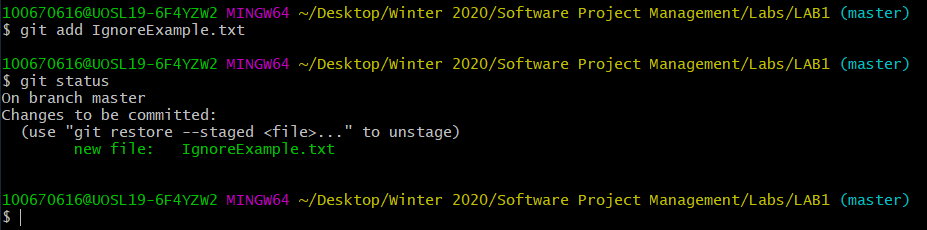 100670616@UOSL19-6F4YZW2 MINGW64 ~/Desktop/Winter 2020/Software Project Management/Labs/LAB1 (master)
$ git add IgnoreExample.txt
100670616@UOSL19-6F4YZW2 MINGW64 ~/Desktop/Winter 2020/Software Project Management/Labs/LAB1 (master)
$ git status
On branch master
Changes to be committed:
  (use "git restore --staged <file>..." to unstage)
        new file:   IgnoreExample.txt
100670616@UOSL19-6F4YZW2 MINGW64 ~/Desktop/Winter 2020/Software Project Management/Labs/LAB1 (master)
$